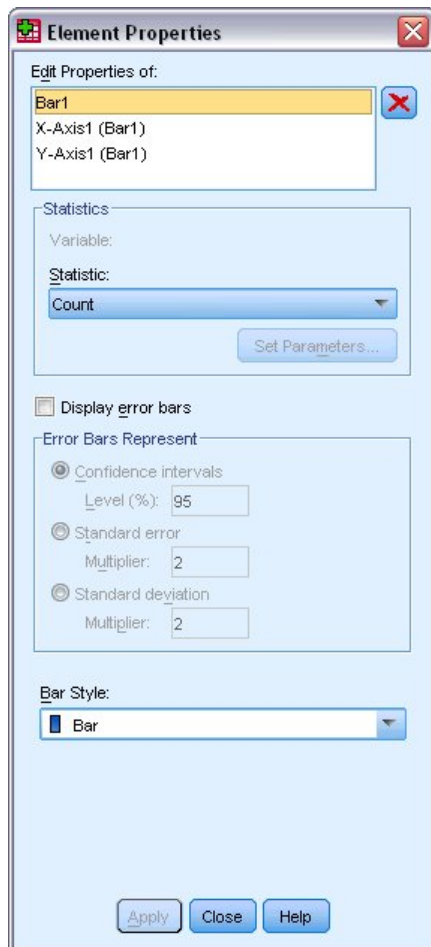 Element Properties
Edit Properties of:
Bar1
X-Axis1 (Bar1)
Y-Axis1 (Bar1)
Statistics
Variable:
Statistic:
Count
Set Parameters...
Display error bars
Error Bars Represent
Confidence intervals
Level (%): 95
Standard error
Multiplier: 2
Standard deviation
Multiplier: 2
Bar Style:
Bar
Apply Close Help